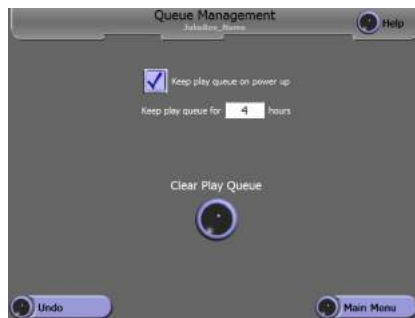 Queue Management
JukeBox_Name
Help
Keep play queue on power up
Keep play queue for 4 hours
Clear Play Queue
Undo
Main Menu